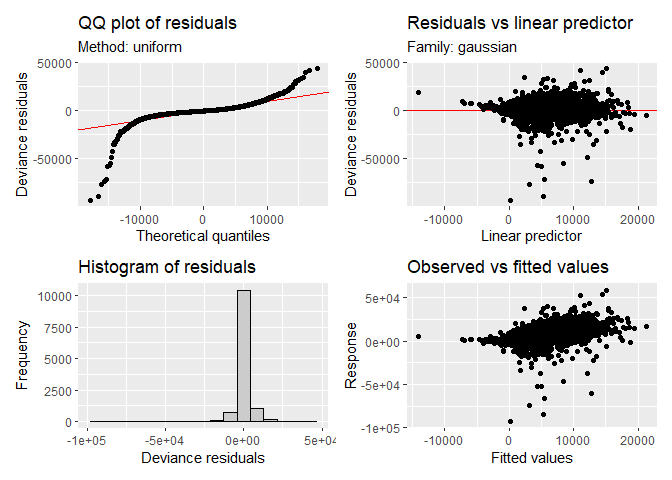 QQ plot of residuals
Method: uniform
Deviance residuals
50000
0
-50000
-10000 0 10000
Theoretical quantiles
Residuals vs linear predictor
Family: gaussian
Deviance residuals
50000
0
-50000
-10000 0 10000 20000
Linear predictor
Histogram of residuals
Frequency
10000
7500
5000
2500
0
-1e+05 -5e+04 0e+00 5e+04
Deviance residuals
Observed vs fitted values
Response
5e+04
0e+00
-5e+04
-1e+05
-10000 0 10000 20000
Fitted values